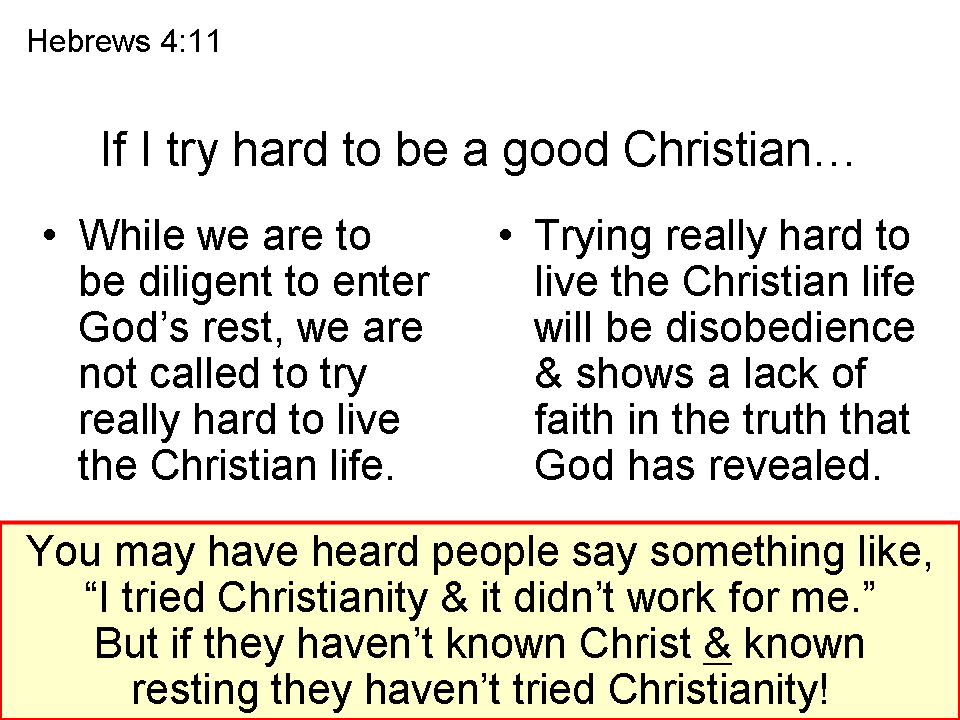 Hebrews 4:11
If I try hard to be a good Christian…
• While we are to
be diligent to enter
God’s rest, we are
not called to try
really hard to live
the Christian life.
• Trying really hard to
live the Christian life
will be disobedience
& shows a lack of
faith in the truth that
God has revealed.
You may have heard people say something like,
“I tried Christianity & it didn’t work for me.”
But if they haven’t known Christ & known
resting they haven’t tried Christianity!